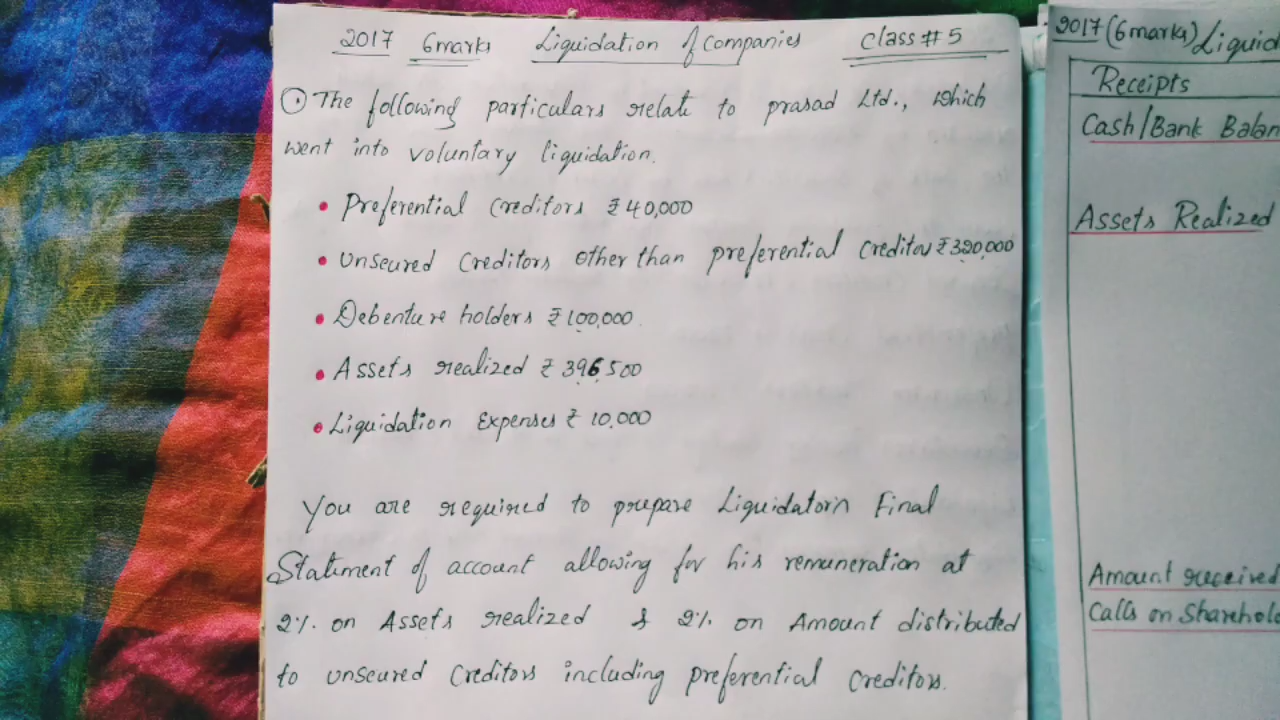 2017 6marks Liquidation of Companies Class # 5
① The following particulars relate to prasad Ltd., which
went into voluntary liquidation.
• Preferential Creditors ₹ 40,000
• Unseured Creditors other than preferential Creditors ₹ 320,000
• Debenture holders ₹ 100,000
• Assets realized ₹ 396,500
• Liquidation Expenses ₹ 10,000
You are required to prepare Liquidator's Final
Statement of account allowing for his remuneration at
2%. on Assets realized & 2%. on Amount distributed
to unseured Creditors including preferential Creditors.
2017 (6marks) Liquid
Receipts
Cash/Bank Balan
Assets Realized
Amount received
Calls on Sharehold